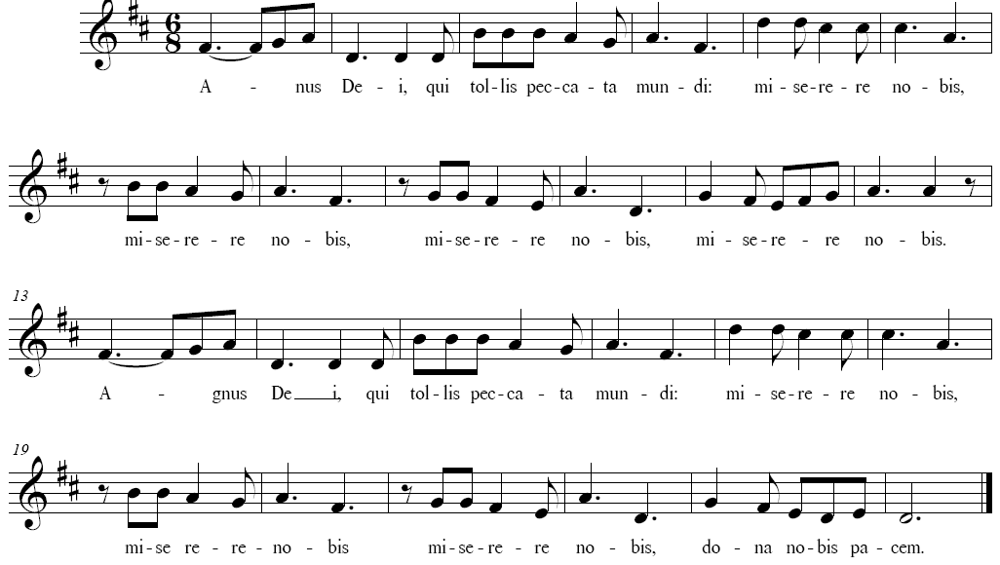 6
8
A - nus De - i, qui tol - lis pec - ca - ta mun - di: mi - se - re - re no - bis,
mi - se - re - re no - bis, mi - se - re - re no - bis, mi - se - re - re no - bis.
13
A - gnus De i, qui tol - lis pec - ca - ta mun - di: mi - se - re - re no - bis,
19
mi - se re - re - no - bis mi - se - re - re no - bis, do - na no - bis pa - cem.